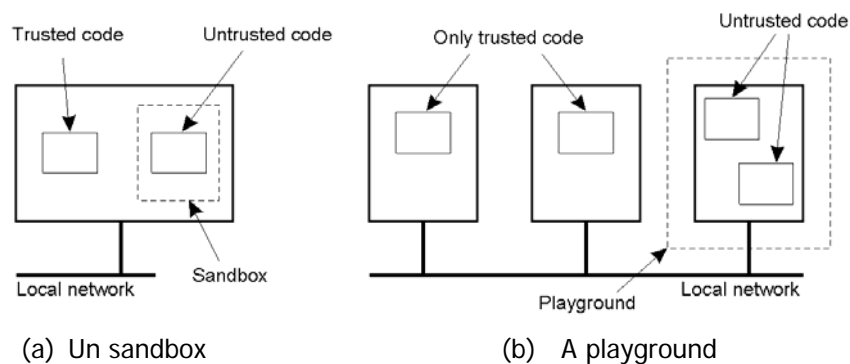 Trusted code
Untrusted code
Sandbox
Local network
(a) Un sandbox
Only trusted code
Untrusted code
Playground
Local network
(b) A playground